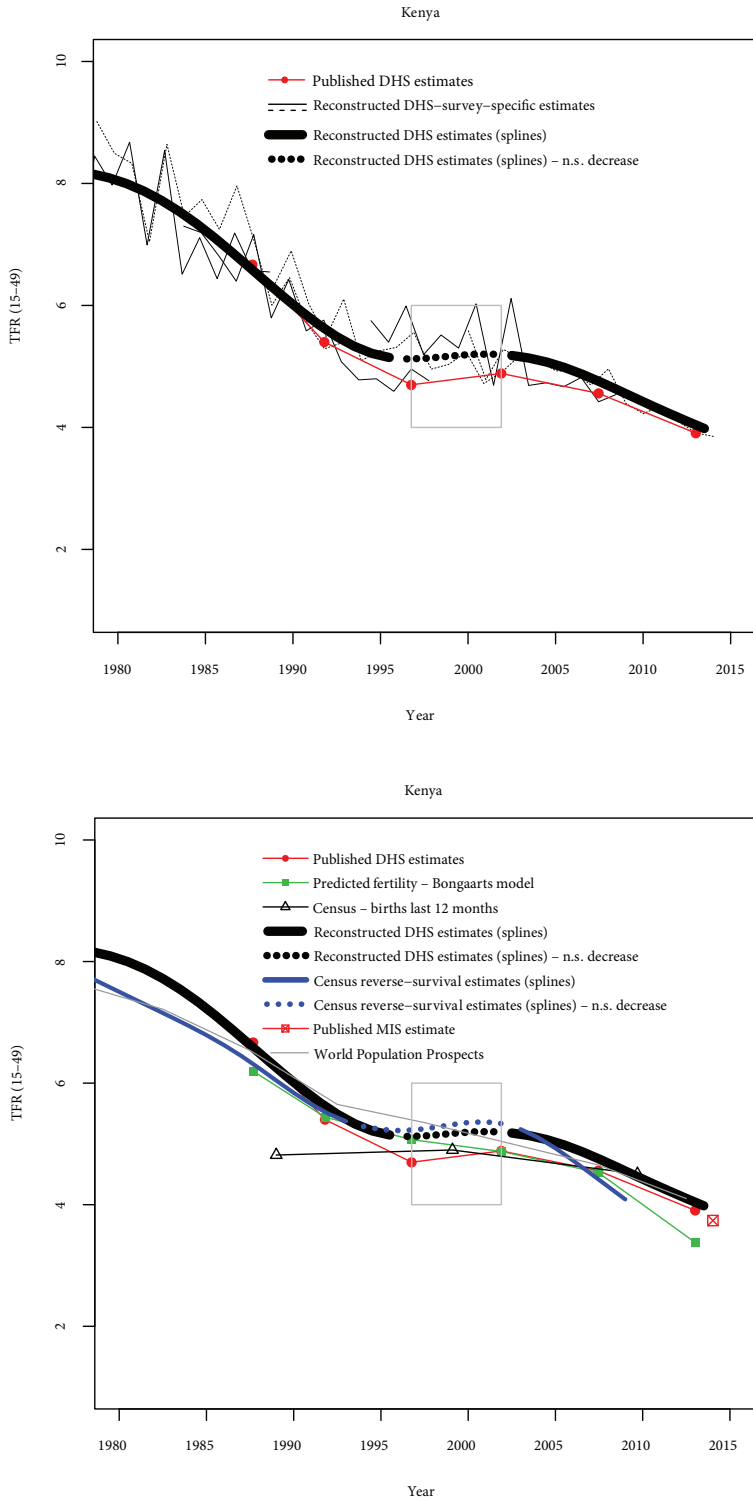 Kenya
10
8
6
4
2
TFR (15–49)
Published DHS estimates
Reconstructed DHS−survey−specific estimates
Reconstructed DHS estimates (splines)
Reconstructed DHS estimates (splines) – n.s. decrease
1980 1985 1990 1995 2000 2005 2010 2015
Year
Kenya
10
8
6
4
2
TFR (15–49)
Published DHS estimates
Predicted fertility – Bongaarts model
Census – births last 12 months
Reconstructed DHS estimates (splines)
Reconstructed DHS estimates (splines) – n.s. decrease
Census reverse−survival estimates (splines)
Census reverse−survival estimates (splines) – n.s. decrease
Published MIS estimate
World Population Prospects
1980 1985 1990 1995 2000 2005 2010 2015
Year